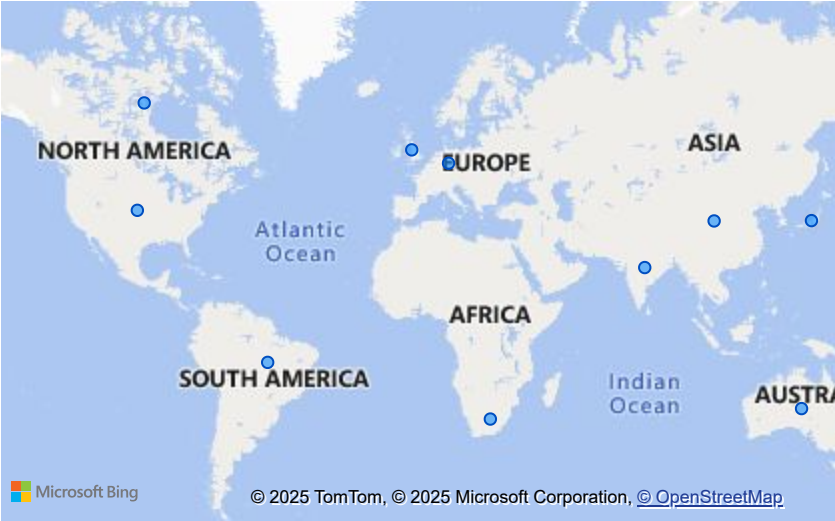 ASIA
NORTH AMERICA
EUROPE
Atlantic
Ocean
AFRICA
SOUTH AMERICA
Indian
Ocean
AUSTRA
Microsoft Bing
© 2025 TomTom, © 2025 Microsoft Corporation, © OpenStreetMap